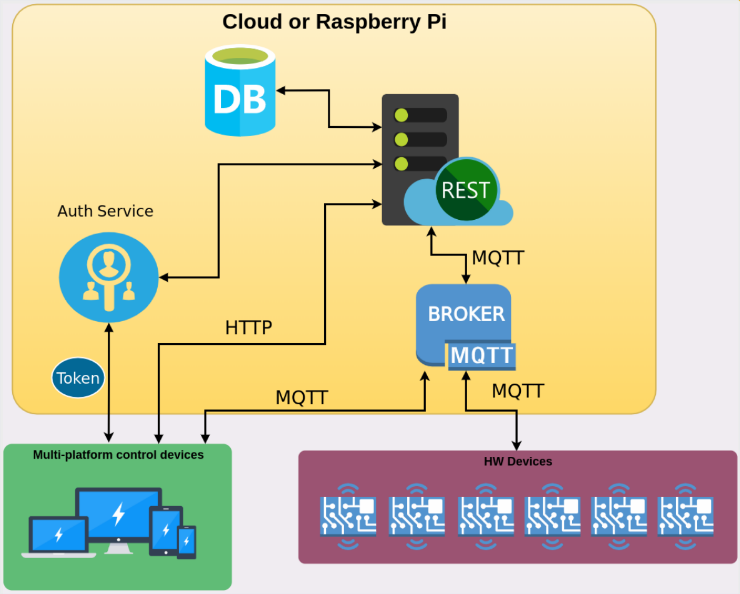 Cloud or Raspberry Pi
DB
REST
Auth Service
MQTT
BROKER
MQTT
HTTP
Token
MQTT
MQTT
Multi-platform control devices
HW Devices